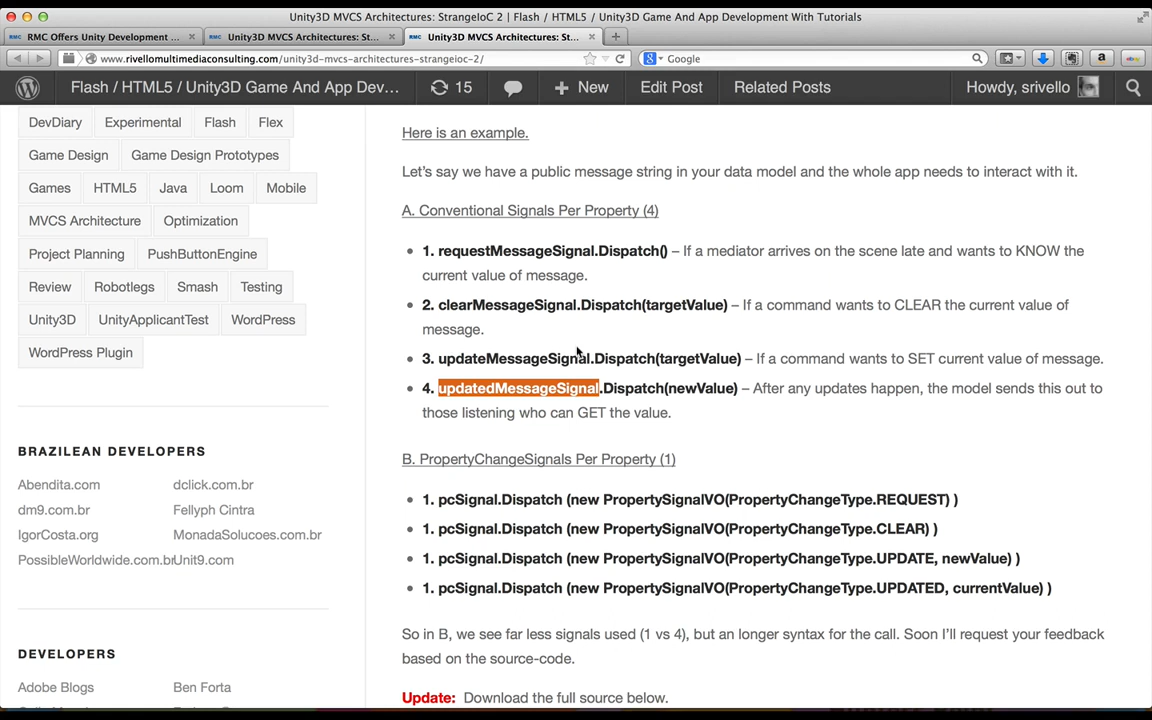 Unity3D MVCS Architectures: StrangeIoC 2 | Flash / HTML5 / Unity3D Game And App Development With Tutorials
RMC Offers Unity Development ...
Unity3D MVCS Architectures: St...
Unity3D MVCS Architectures: St...
www.rivellomultimediaconsulting.com/unity3d-mvcs-architectures-strangeioc-2/
Google
Flash / HTML5 / Unity3D Game And App Dev...
15
New
Edit Post
Related Posts
Howdy, srivello
DevDiary
Experimental
Flash
Flex
Game Design
Game Design Prototypes
Games
HTML5
Java
Loom
Mobile
MVCS Architecture
Optimization
Project Planning
PushButtonEngine
Review
Robotlegs
Smash
Testing
Unity3D
UnityApplicantTest
WordPress
WordPress Plugin
BRAZILEAN DEVELOPERS
Abendita.com
dclick.com.br
dm9.com.br
Fellyph Cintra
IgorCosta.org
MonadaSolucoes.com.br
PossibleWorldwide.com.br
Unit9.com
DEVELOPERS
Adobe Blogs
Ben Forta
Here is an example.
Let’s say we have a public message string in your data model and the whole app needs to interact with it.
A. Conventional Signals Per Property (4)
• 1. requestMessageSignal.Dispatch() – If a mediator arrives on the scene late and wants to KNOW the
current value of message.
• 2. clearMessageSignal.Dispatch(targetValue) – If a command wants to CLEAR the current value of
message.
• 3. updateMessageSignal.Dispatch(targetValue) – If a command wants to SET current value of message.
• 4. updatedMessageSignal.Dispatch(newValue) – After any updates happen, the model sends this out to
those listening who can GET the value.
B. PropertyChangeSignals Per Property (1)
• 1. pcSignal.Dispatch (new PropertySignalVO(PropertyChangeType.REQUEST) )
• 1. pcSignal.Dispatch (new PropertySignalVO(PropertyChangeType.CLEAR) )
• 1. pcSignal.Dispatch (new PropertySignalVO(PropertyChangeType.UPDATE, newValue) )
• 1. pcSignal.Dispatch (new PropertySignalVO(PropertyChangeType.UPDATED, currentValue) )
So in B, we see far less signals used (1 vs 4), but an longer syntax for the call. Soon I’ll request your feedback
based on the source-code.
Update: Download the full source below.